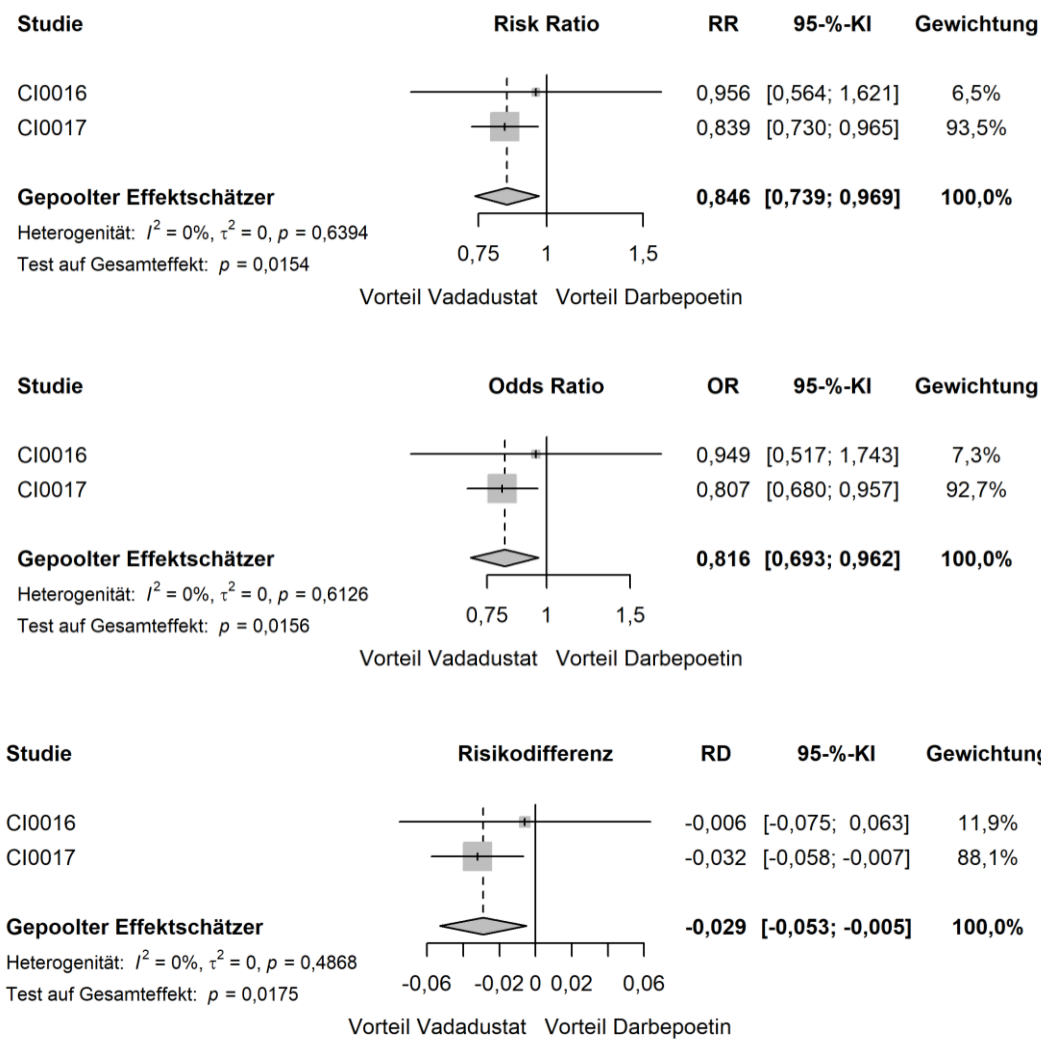 Studie Risk Ratio RR 95-%-KI Gewichtung
CI0016 0,956 [0,564; 1,621] 6,5%
CI0017 0,839 [0,730; 0,965] 93,5%
Gepoolter Effektschätzer 0,846 [0,739; 0,969] 100,0%
Heterogenität: I² = 0%, τ² = 0, p = 0,6394
Test auf Gesamteffekt: p = 0,0154
0,75 1 1,5
Vorteil Vadadustat Vorteil Darbepoetin
Studie Odds Ratio OR 95-%-KI Gewichtung
CI0016 0,949 [0,517; 1,743] 7,3%
CI0017 0,807 [0,680; 0,957] 92,7%
Gepoolter Effektschätzer 0,816 [0,693; 0,962] 100,0%
Heterogenität: I² = 0%, τ² = 0, p = 0,6126
Test auf Gesamteffekt: p = 0,0156
0,75 1 1,5
Vorteil Vadadustat Vorteil Darbepoetin
Studie Risikodifferenz RD 95-%-KI Gewichtung
CI0016 -0,006 [-0,075; 0,063] 11,9%
CI0017 -0,032 [-0,058; -0,007] 88,1%
Gepoolter Effektschätzer -0,029 [-0,053; -0,005] 100,0%
Heterogenität: I² = 0%, τ² = 0, p = 0,4868
Test auf Gesamteffekt: p = 0,0175
-0,06 -0,02 0 0,02 0,06
Vorteil Vadadustat Vorteil Darbepoetin